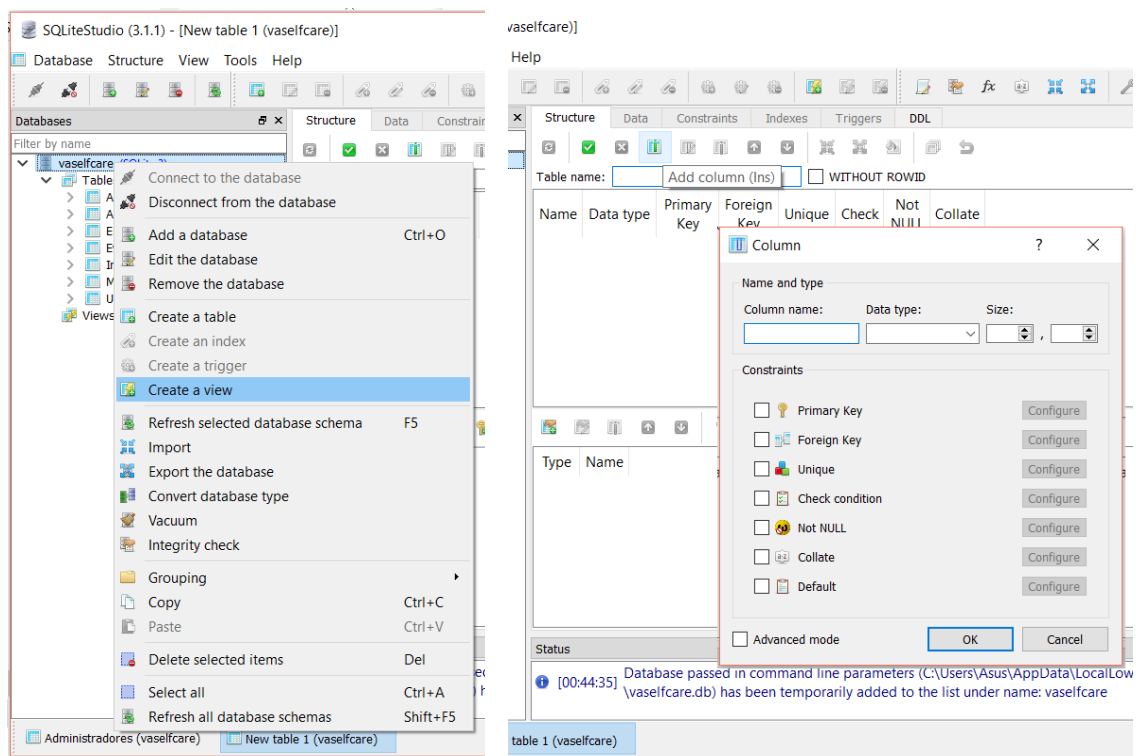 SQLiteStudio (3.1.1) - [New table 1 (vaselfcare)]
Database Structure View Tools Help
Databases
Structure Data Constrain
Filter by name
vaselfcare (SQLite 3)
Table
A
A
E
E
Ir
M
U
Views
Connect to the database
Disconnect from the database
Add a database Ctrl+O
Edit the database
Remove the database
Create a table
Create an index
Create a trigger
Create a view
Refresh selected database schema F5
Import
Export the database
Convert database type
Vacuum
Integrity check
Grouping
Copy Ctrl+C
Paste Ctrl+V
Delete selected items Del
Select all Ctrl+A
Refresh all database schemas Shift+F5
Administradores (vaselfcare) New table 1 (vaselfcare)
vaselfcare)]
Help
Structure Data Constraints Indexes Triggers DDL
Table name: Add column (Ins) WITHOUT ROWID
Name Data type Primary Key Foreign Key Unique Check Not NULL Collate
Type Name
Column ? 
Name and type
Column name: Data type: Size:
,
Constraints
Primary Key Configure
Foreign Key Configure
Unique Configure
Check condition Configure
Not NULL Configure
Collate Configure
Default Configure
Advanced mode OK Cancel
Status
[00:44:35] Database passed in command line parameters (C:\Users\Asus\AppData\LocalLow
\vaselfcare.db) has been temporarily added to the list under name: vaselfcare
table 1 (vaselfcare)